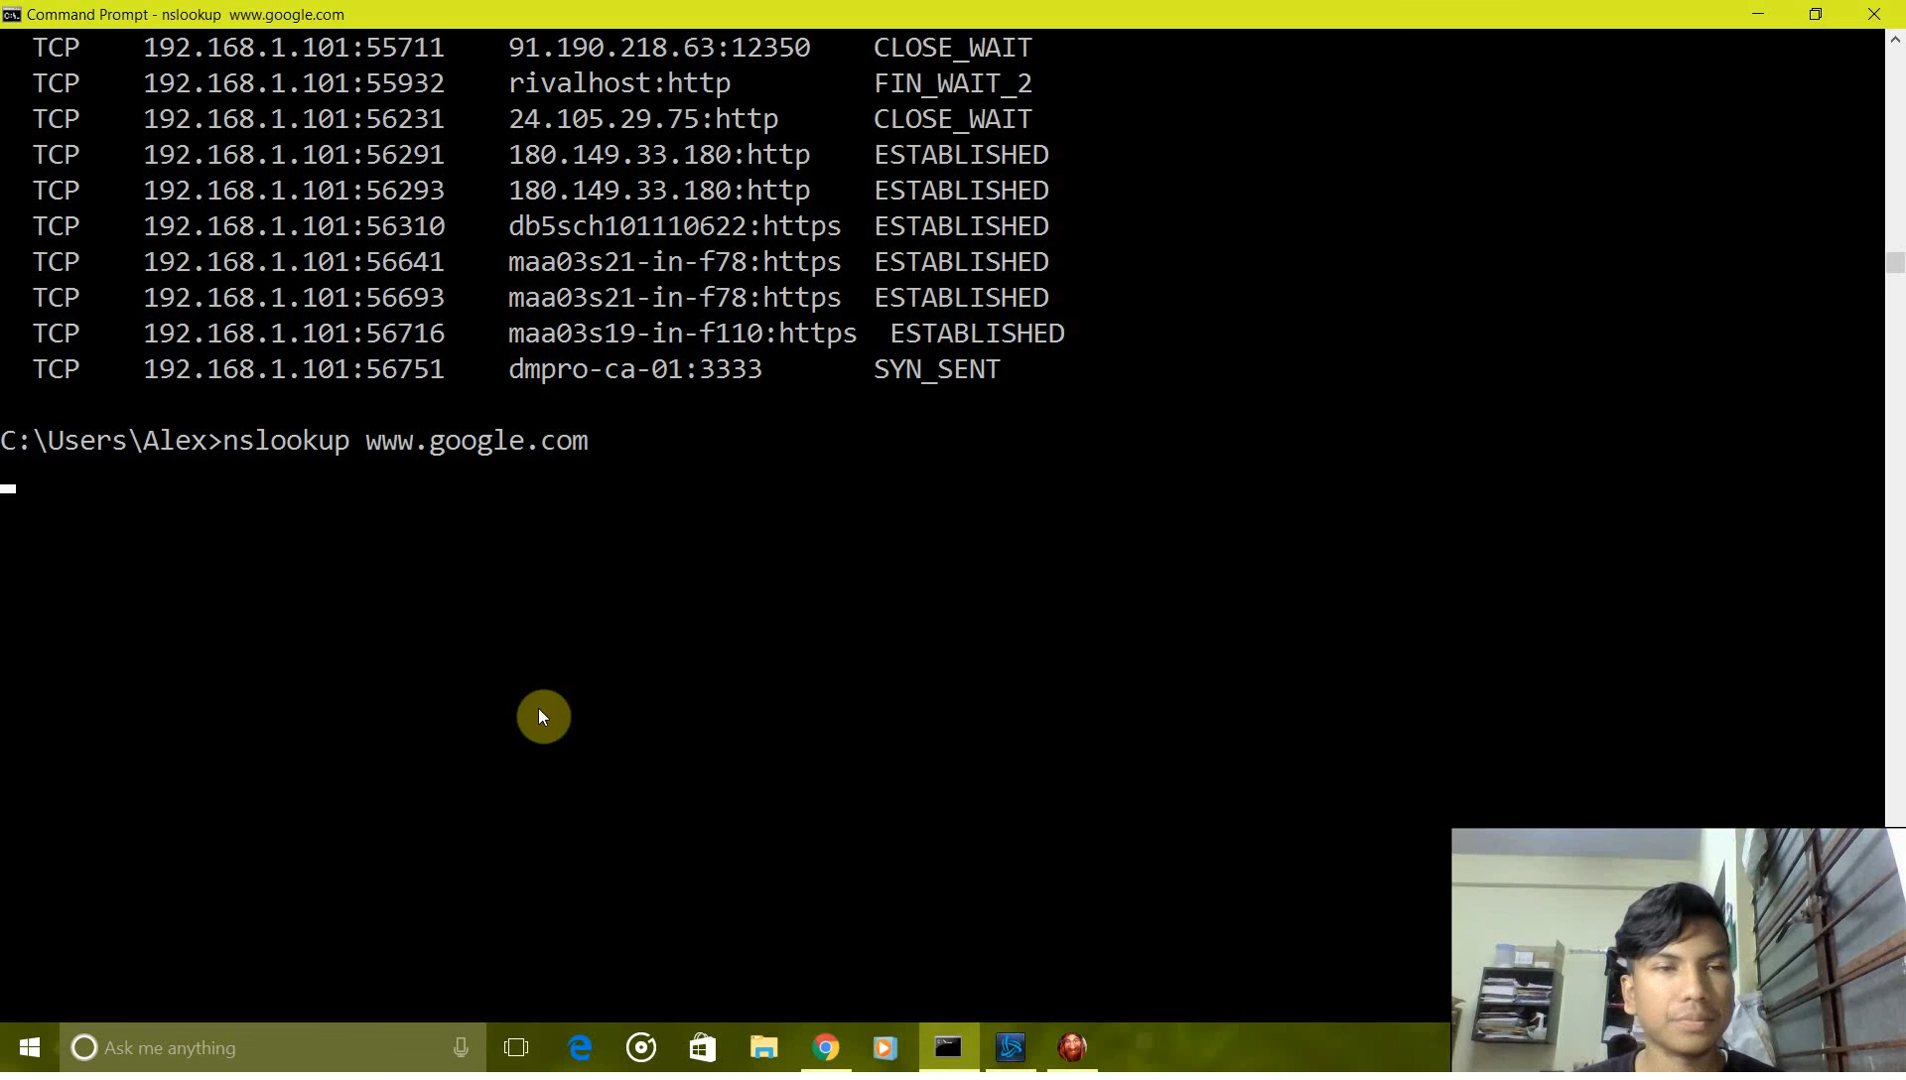 Command Prompt - nslookup  www.google.com
TCP 192.168.1.101:55711 91.190.218.63:12350 CLOSE_WAIT
TCP 192.168.1.101:55932 rivalhost:http FIN_WAIT_2
TCP 192.168.1.101:56231 24.105.29.75:http CLOSE_WAIT
TCP 192.168.1.101:56291 180.149.33.180:http ESTABLISHED
TCP 192.168.1.101:56293 180.149.33.180:http ESTABLISHED
TCP 192.168.1.101:56310 db5sch101110622:https ESTABLISHED
TCP 192.168.1.101:56641 maa03s21-in-f78:https ESTABLISHED
TCP 192.168.1.101:56693 maa03s21-in-f78:https ESTABLISHED
TCP 192.168.1.101:56716 maa03s19-in-f110:https ESTABLISHED
TCP 192.168.1.101:56751 dmpro-ca-01:3333 SYN_SENT
C:\Users\Alex>nslookup www.google.com
Ask me anything